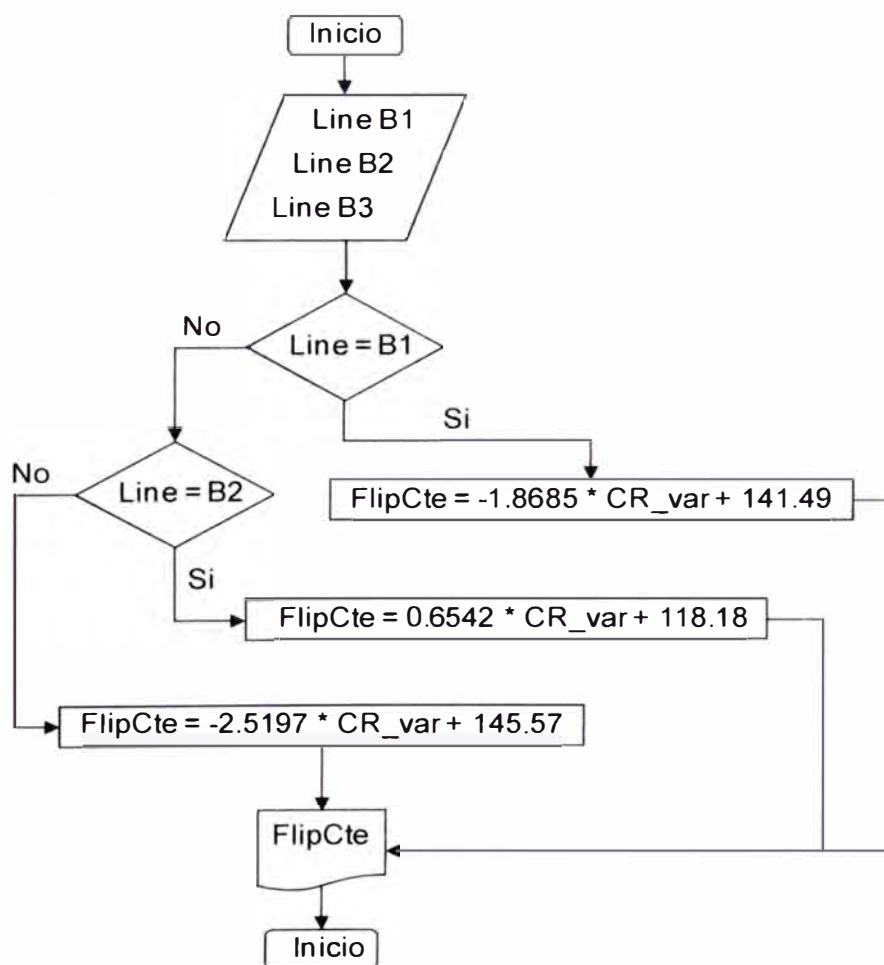 Inicio
Line B1
Line B2
Line B3
No
Line = B1
Si
No
Line = B2
FlipCte = -1.8685 * CR_var + 141.49
Si
FlipCte = 0.6542 * CR_var + 118.18
FlipCte = -2.5197 * CR_var + 145.57
FlipCte
Inicio